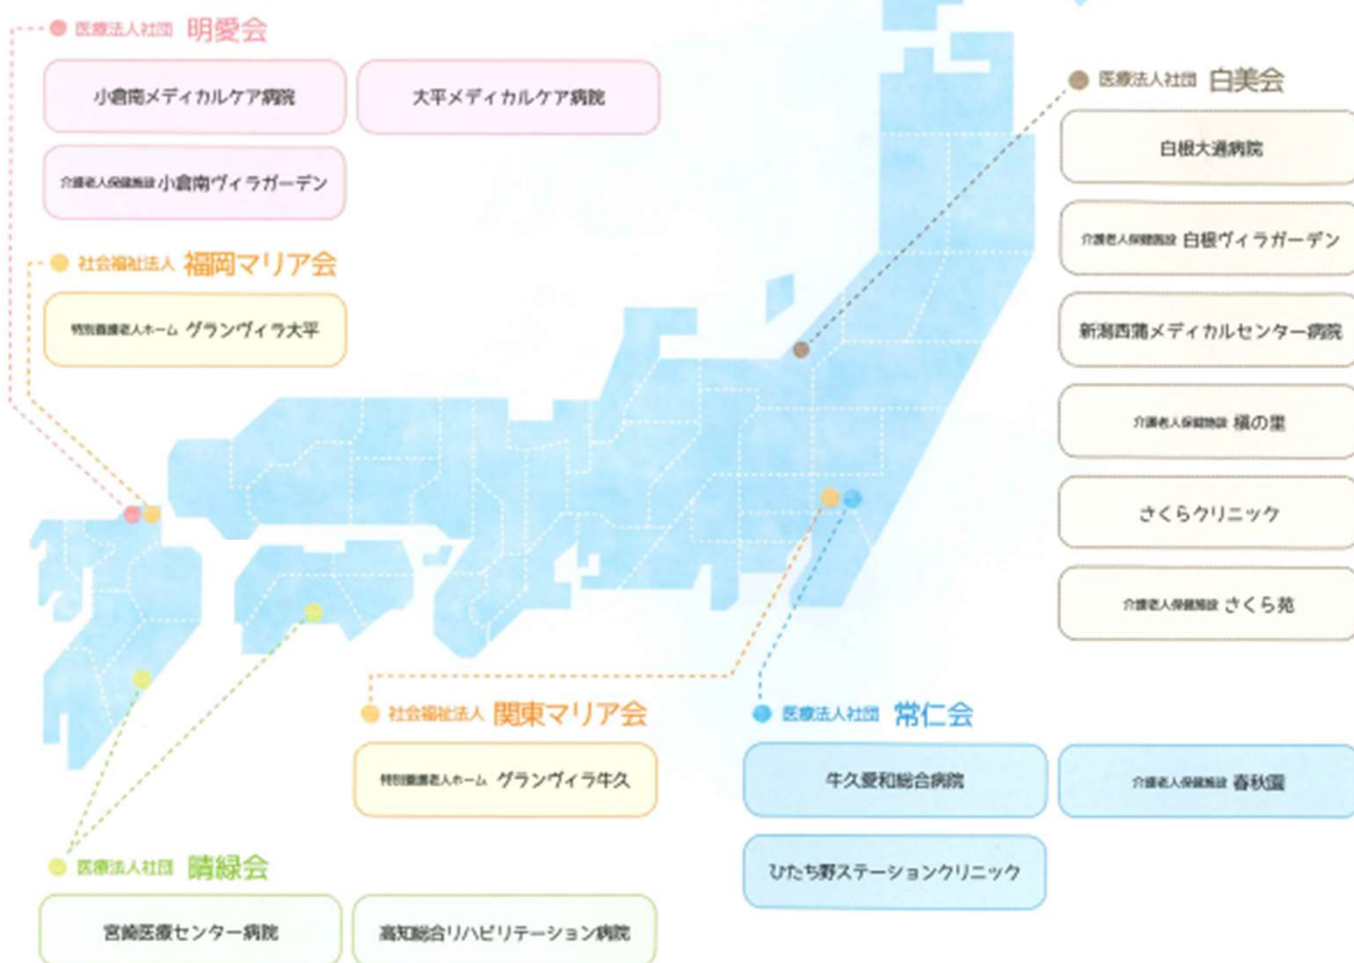 医療法人社団 明愛会
小倉南メディカルケア病院
大平メディカルケア病院
介護老人保健施設 小倉南ヴィラガーデン
社会福祉法人 福岡マリア会
特別養護老人ホーム グランヴィラ大平
医療法人社団 白美会
白根大通病院
介護老人保健施設 白根ヴィラガーデン
新潟西蒲メディカルセンター病院
介護老人保健施設 槇の里
さくらクリニック
介護老人保健施設 さくら苑
社会福祉法人 関東マリア会
特別養護老人ホーム グランヴィラ牛久
医療法人社団 常仁会
牛久愛和総合病院
介護老人保健施設 春秋園
ひたち野ステーションクリニック
医療法人社団 晴緑会
宮崎医療センター病院
高知総合リハビリテーション病院